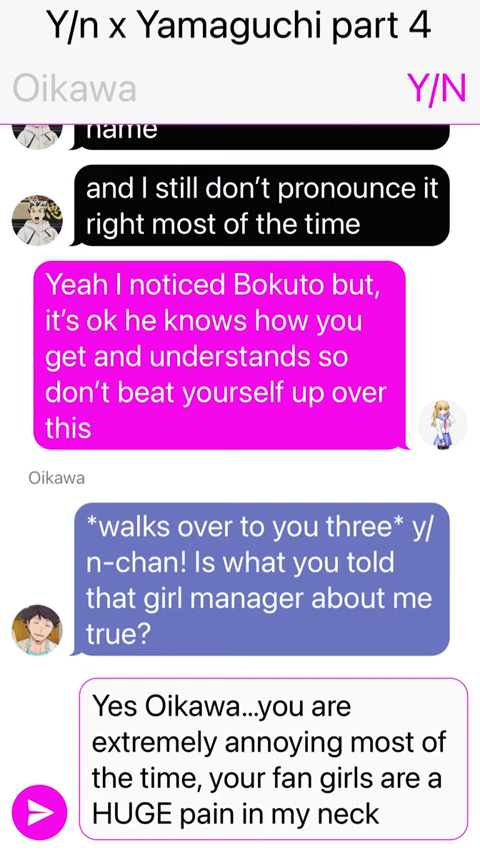 Y/n x Yamaguchi part 4
Oikawa
Y/N
name
and I still don’t pronounce it
right most of the time
Yeah I noticed Bokuto but,
it’s ok he knows how you
get and understands so
don’t beat yourself up over
this
Oikawa
*walks over to you three* y/
n-chan! Is what you told
that girl manager about me
true?
Yes Oikawa...you are
extremely annoying most of
the time, your fan girls are a
HUGE pain in my neck